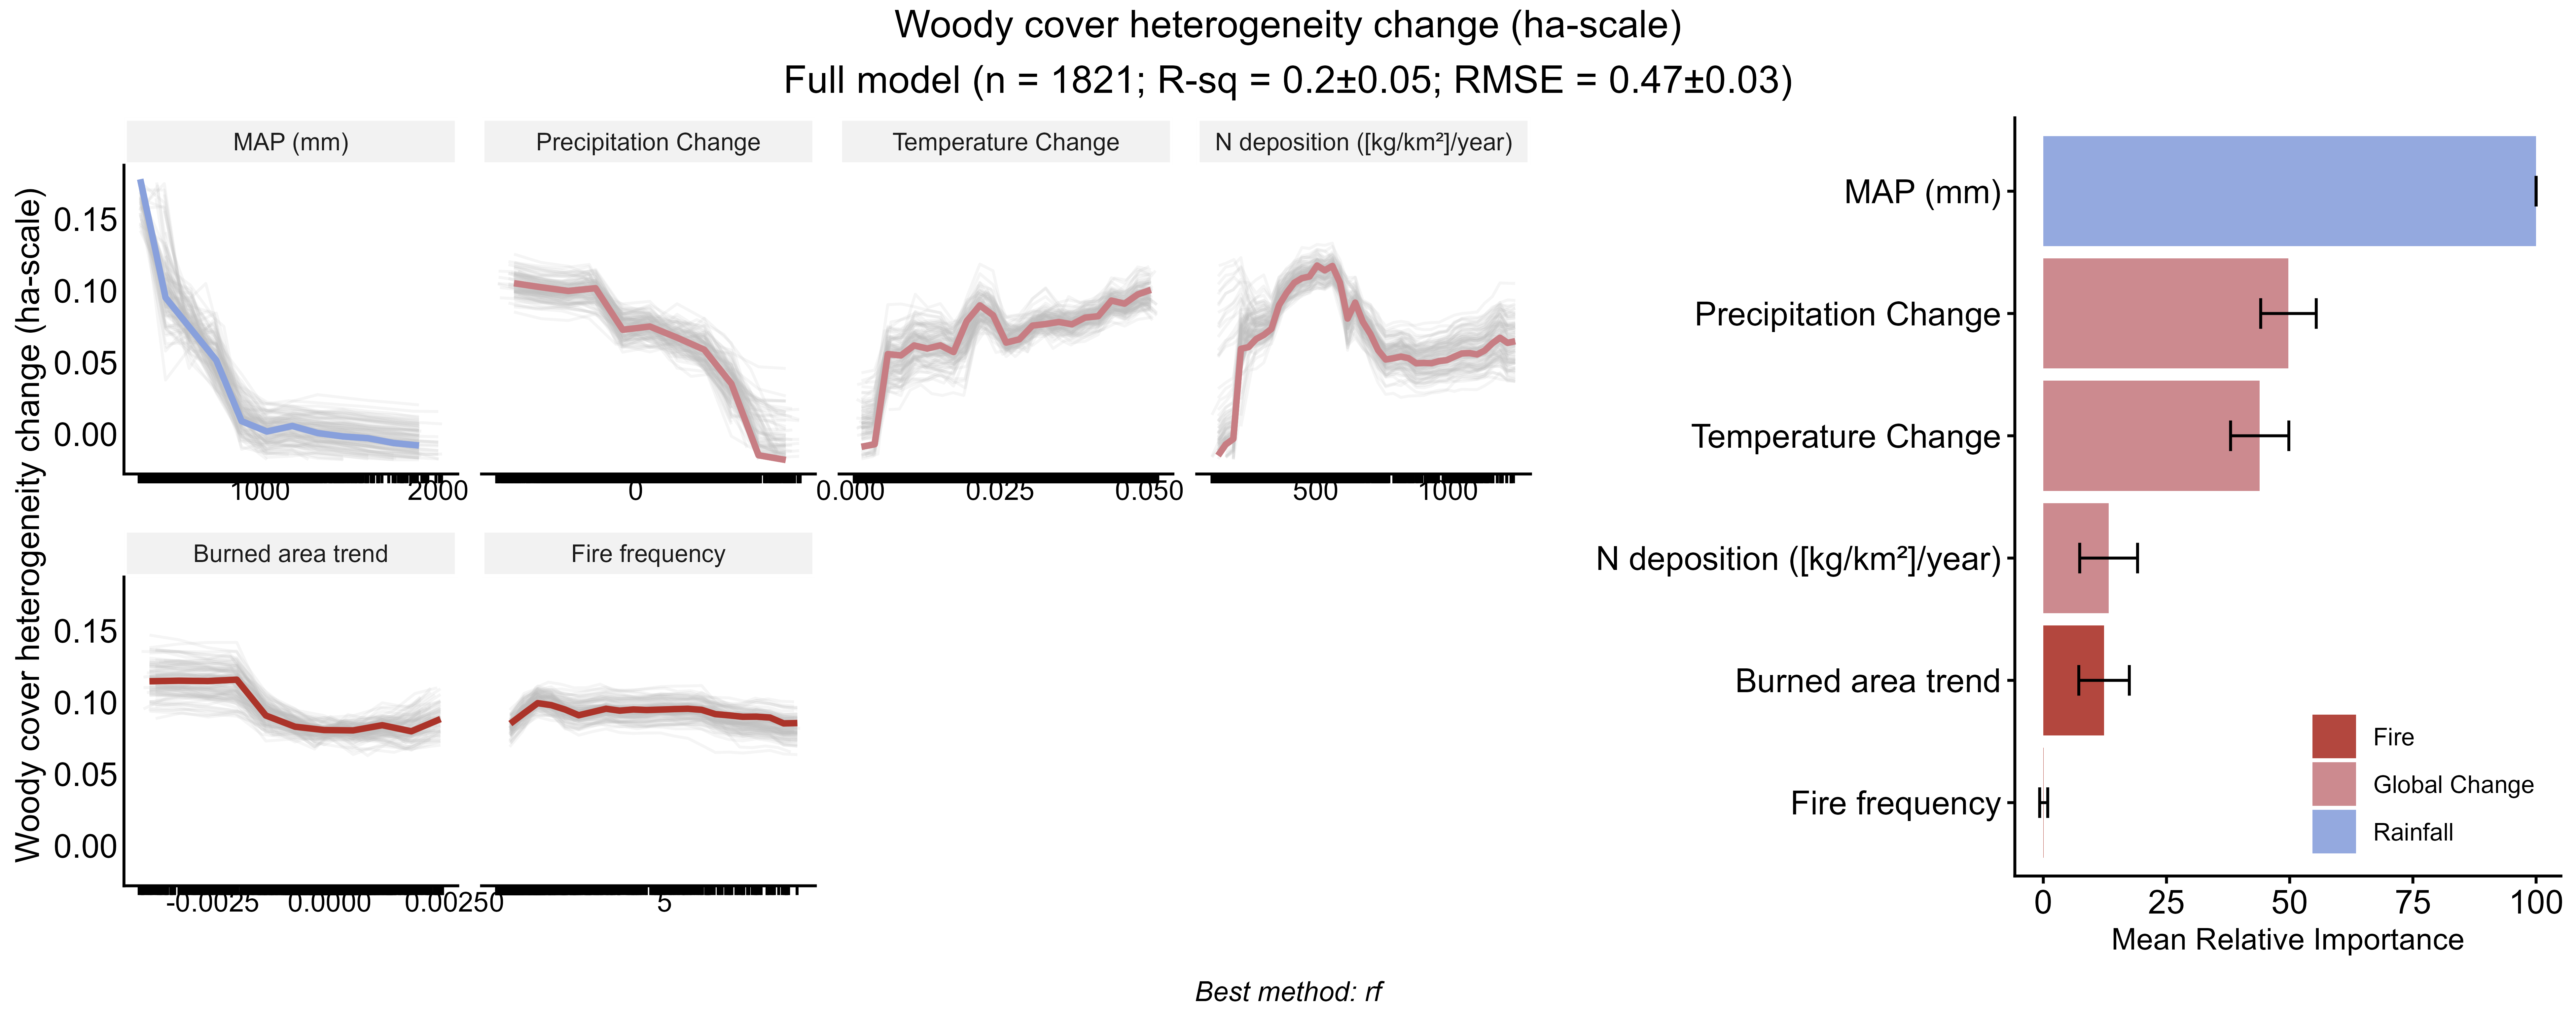 Woody cover heterogeneity change (ha-scale)
Full model (n = 1821; R-sq = 0.2±0.05; RMSE = 0.47±0.03)
Woody cover heterogeneity change (ha-scale)
MAP (mm)
Precipitation Change
Temperature Change
N deposition ([kg/km²]/year)
0.15
0.10
0.05
0.00
1000 2000
0
0.000 0.025 0.050
500 1000
Burned area trend
Fire frequency
0.15
0.10
0.05
0.00
-0.0025 0.0000 0.0025
0 5
MAP (mm)
Precipitation Change
Temperature Change
N deposition ([kg/km²]/year)
Burned area trend
Fire frequency
Fire
Global Change
Rainfall
0 25 50 75 100
Mean Relative Importance
Best method: rf